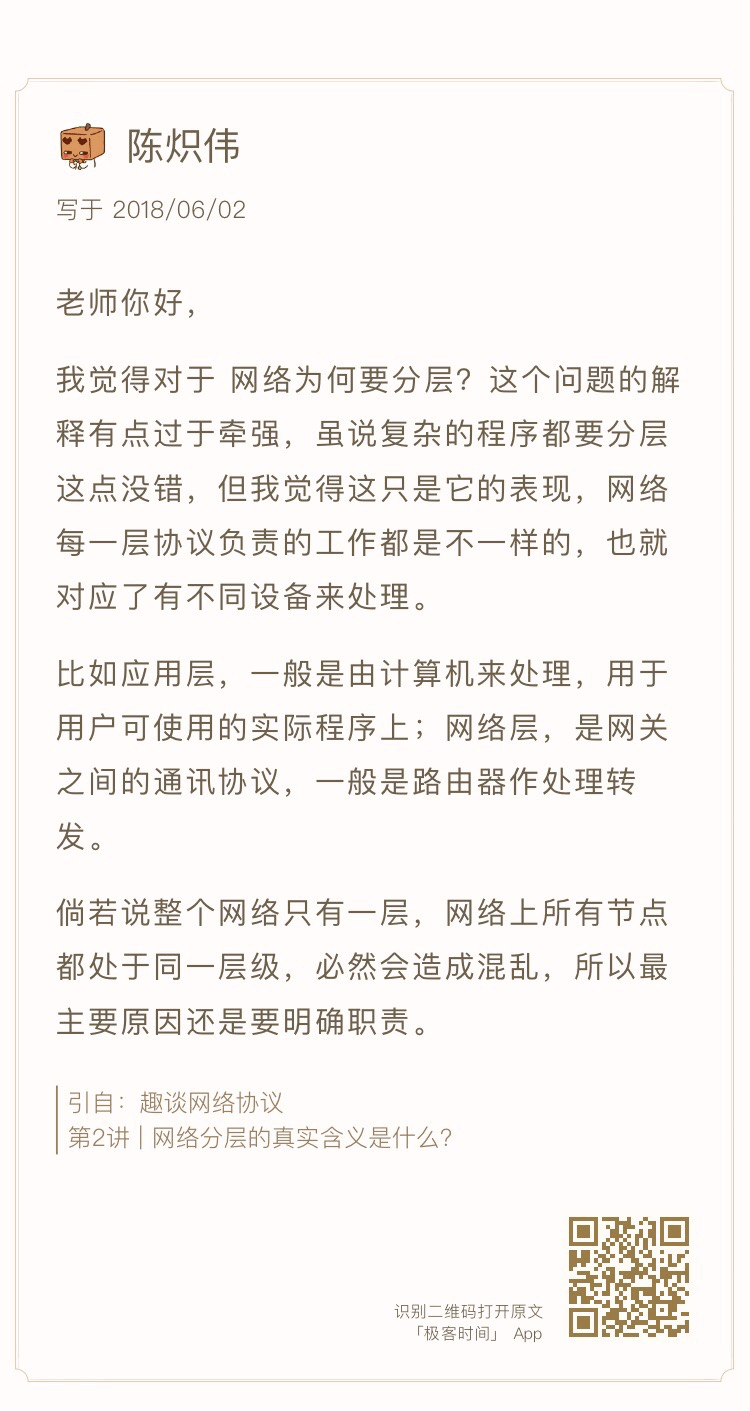 陈炽伟
写于 2018/06/02
老师你好，
我觉得对于 网络为何要分层？这个问题的解
释有点过于牵强，虽说复杂的程序都要分层
这点没错，但我觉得这只是它的表现，网络
每一层协议负责的工作都是不一样的，也就
对应了有不同设备来处理。
比如应用层，一般是由计算机来处理，用于
用户可使用的实际程序上；网络层，是网关
之间的通讯协议，一般是路由器作处理转
发。
倘若说整个网络只有一层，网络上所有节点
都处于同一层级，必然会造成混乱，所以最
主要原因还是要明确职责。
引自：趣谈网络协议
第2讲 | 网络分层的真实含义是什么？
识别二维码打开原文
「极客时间」 App